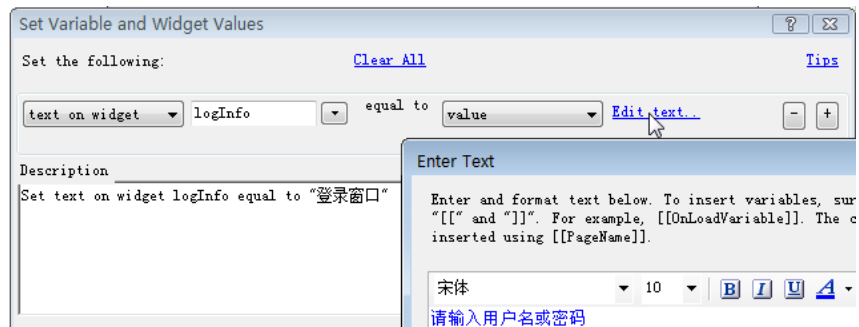 Set Variable and Widget Values
Set the following: Clear All Tips
text on widget logInfo equal to value Edit text..
Description
Set text on widget logInfo equal to "登录窗口"
Enter Text
Enter and format text below. To insert variables, sur
"[[" and "]]". For example, [[OnLoadVariable]]. The c
inserted using [[PageName]].
宋体 10 B I U A
请输入用户名或密码